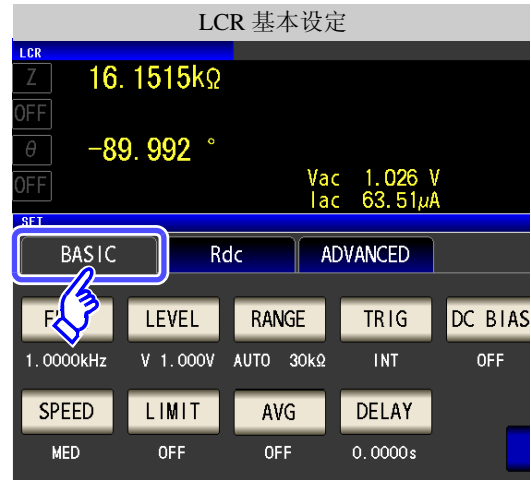 LCR 基本设定
LCR
Z 16.1515kΩ
OFF
θ -89.992 °
OFF
Vac 1.026 V
Iac 63.51μA
SET
BASIC Rdc ADVANCED
LEVEL RANGE TRIG DC BIAS
1.0000kHz V 1.000V AUTO 30kΩ INT OFF
SPEED LIMIT AVG DELAY
MED OFF OFF 0.0000s